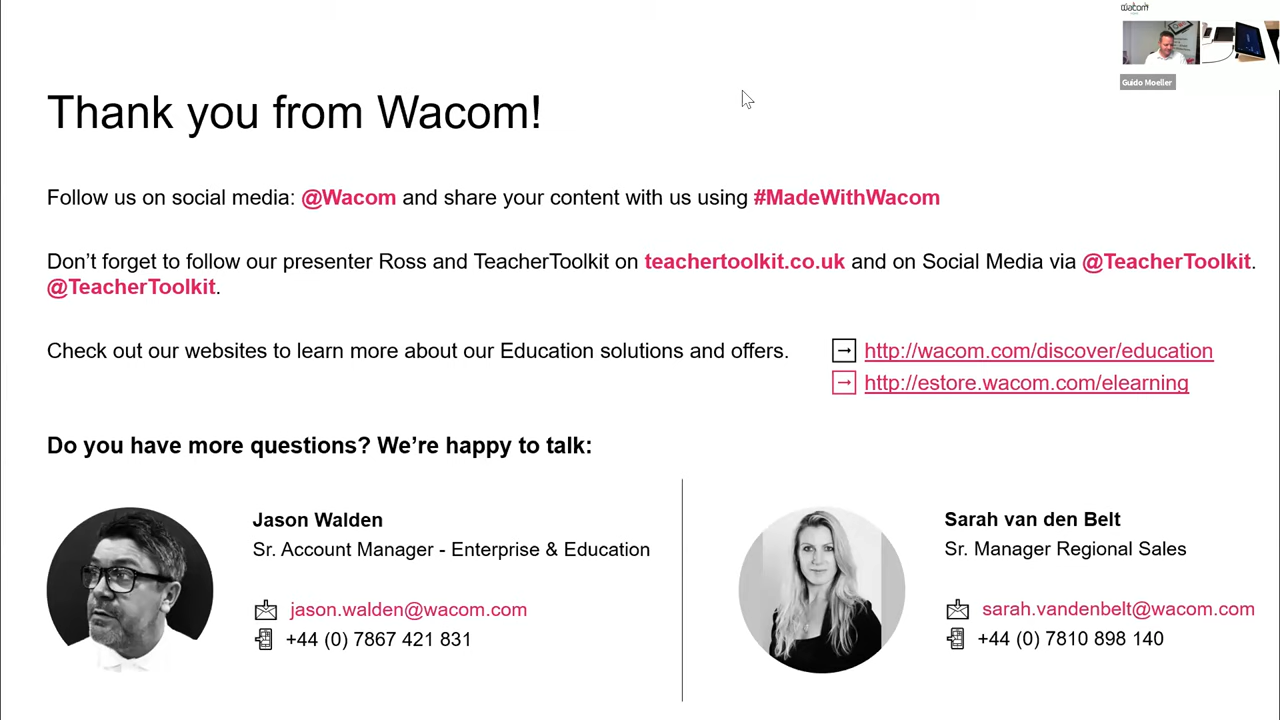 wacom
Guido Moeller
Thank you from Wacom!
Follow us on social media: @Wacom and share your content with us using #MadeWithWacom
Don’t forget to follow our presenter Ross and TeacherToolkit on teachertoolkit.co.uk and on Social Media via @TeacherToolkit.
@TeacherToolkit.
Check out our websites to learn more about our Education solutions and offers.
http://wacom.com/discover/education
http://estore.wacom.com/elearning
Do you have more questions? We’re happy to talk:
Jason Walden
Sr. Account Manager - Enterprise & Education
jason.walden@wacom.com
+44 (0) 7867 421 831
Sarah van den Belt
Sr. Manager Regional Sales
sarah.vandenbelt@wacom.com
+44 (0) 7810 898 140